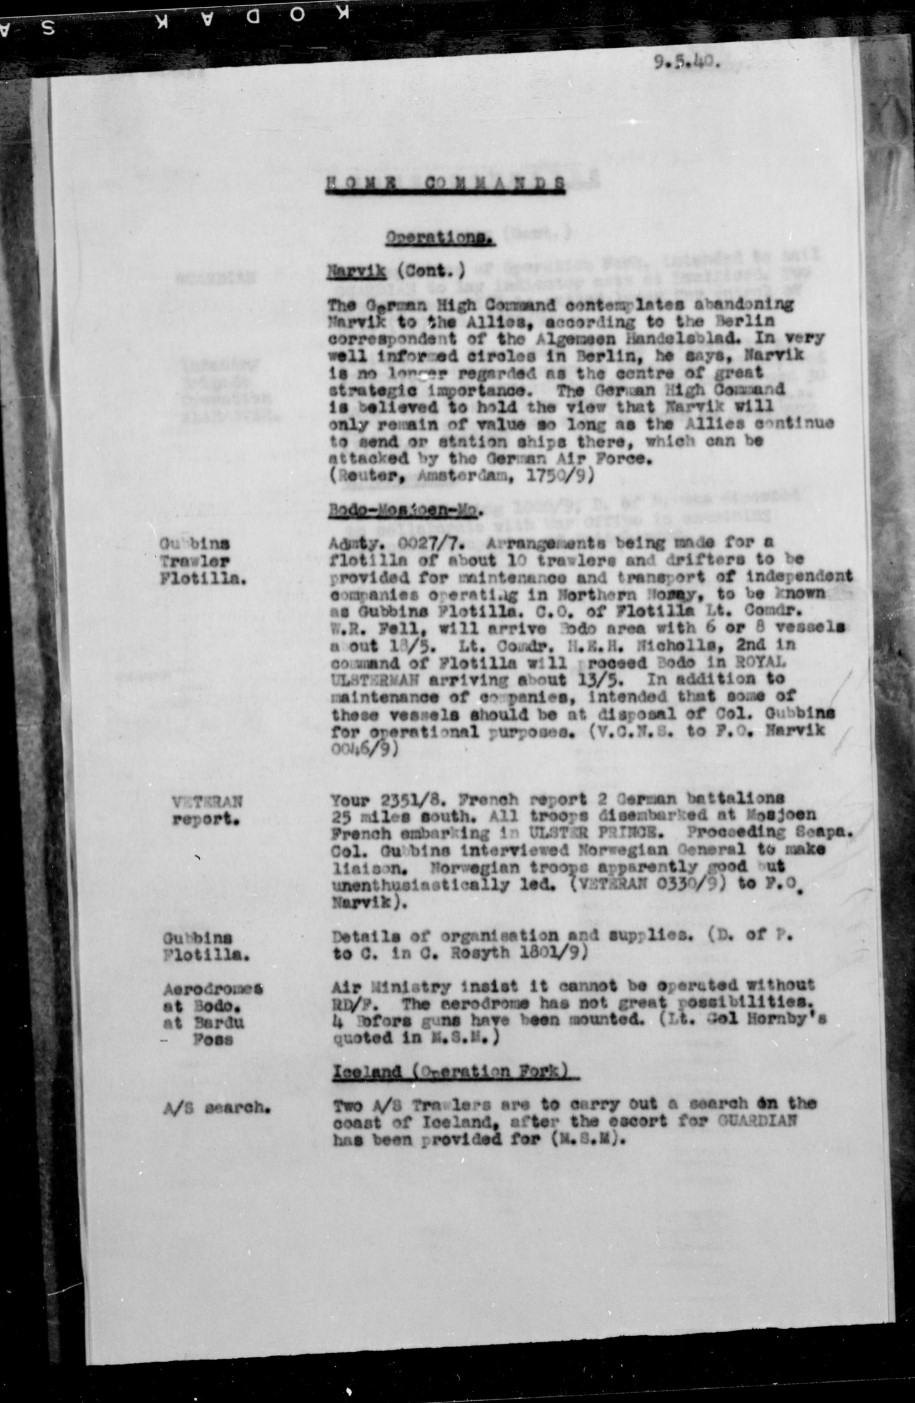 KODAK SA
9.5.40.
HOME COMMANDS
Operations.
Narvik (Cont.)
The German High Command contemplates abandoning
Narvik to the Allies, according to the Berlin
correspondent of the Algemeen Handelsblad. In very
well informed circles in Berlin, he says, Narvik
is no longer regarded as the centre of great
strategic importance. The German High Command
is believed to hold the view that Narvik will
only remain of value so long as the Allies continue
to send or station ships there, which can be
attacked by the German Air Force.
(Reuter, Amsterdam, 1750/9)
Bodo-Mosjoen-Mo.
Gubbins
Trawler
Flotilla.
Admty. 0027/7. Arrangements being made for a
flotilla of about 10 trawlers and drifters to be
provided for maintenance and transport of independent
companies operating in Northern Norway, to be known
as Gubbins Flotilla. C.O. of Flotilla Lt. Comdr.
W.R. Fell, will arrive Bodo area with 6 or 8 vessels
about /5. Lt. Comdr. H.E.H. Nicholls, 2nd in
command of Flotilla will proceed Bodo in ROYAL
ULSTERMAN arriving about 13/5. In addition to
maintenance of companies, intended that some of
these vessels should be at disposal of Col. Gubbins
for operational purposes. (V.C.N.S. to F.O. Narvik
0046/9)
VETERAN
report.
Your 2351/8. French report 2 German battalions
25 miles south. All troops disembarked at Mosjoen
French embarking in ULSTER PRINCE. Proceeding Scapa.
Col. Gubbins interviewed Norwegian General to make
liaison. Norwegian troops apparently good but
unenthusiastically led. (VETERAN 0330/9) to F.O.
Narvik).
Gubbins
Flotilla.
Details of organisation and supplies. (D. of P.
to C. in C. Rosyth 1801/9)
Aerodromes
at Bodo.
at Bardu
- Foss
Air Ministry insist it cannot be operated without
RD/F. The aerodrome has not great possibilities.
4 Bofors guns have been mounted. (Lt. Col Hornby's
quoted in M.S.M.)
Iceland (Operation Fork)
A/S search.
Two A/S Trawlers are to carry out a search on the
coast of Iceland, after the escort for GUARDIAN
has been provided for (M.S.M).